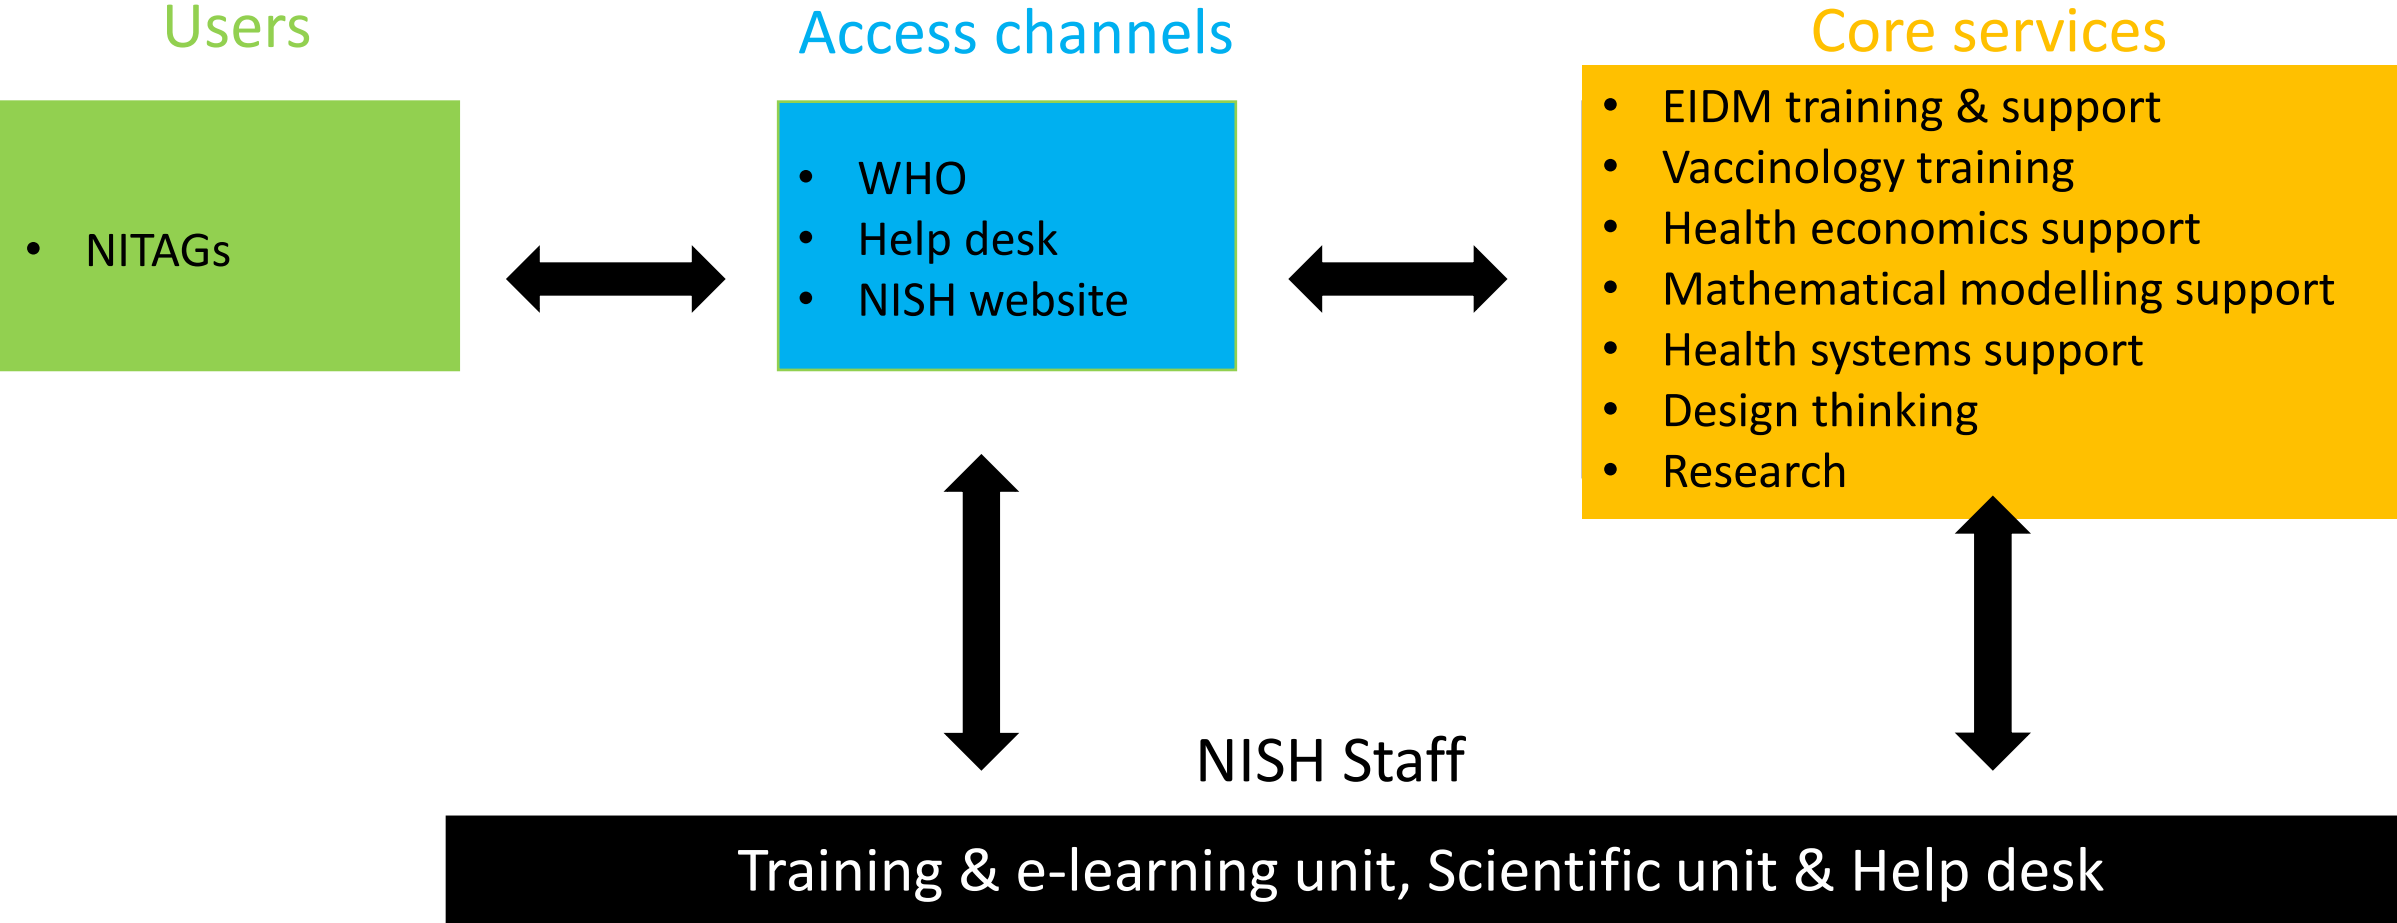 Users
• NITAGs
Access channels
• WHO
• Help desk
• NISH website
Core services
• EIDM training & support
• Vaccinology training
• Health economics support
• Mathematical modelling support
• Health systems support
• Design thinking
• Research
NISH Staff
Training & e-learning unit, Scientific unit & Help desk